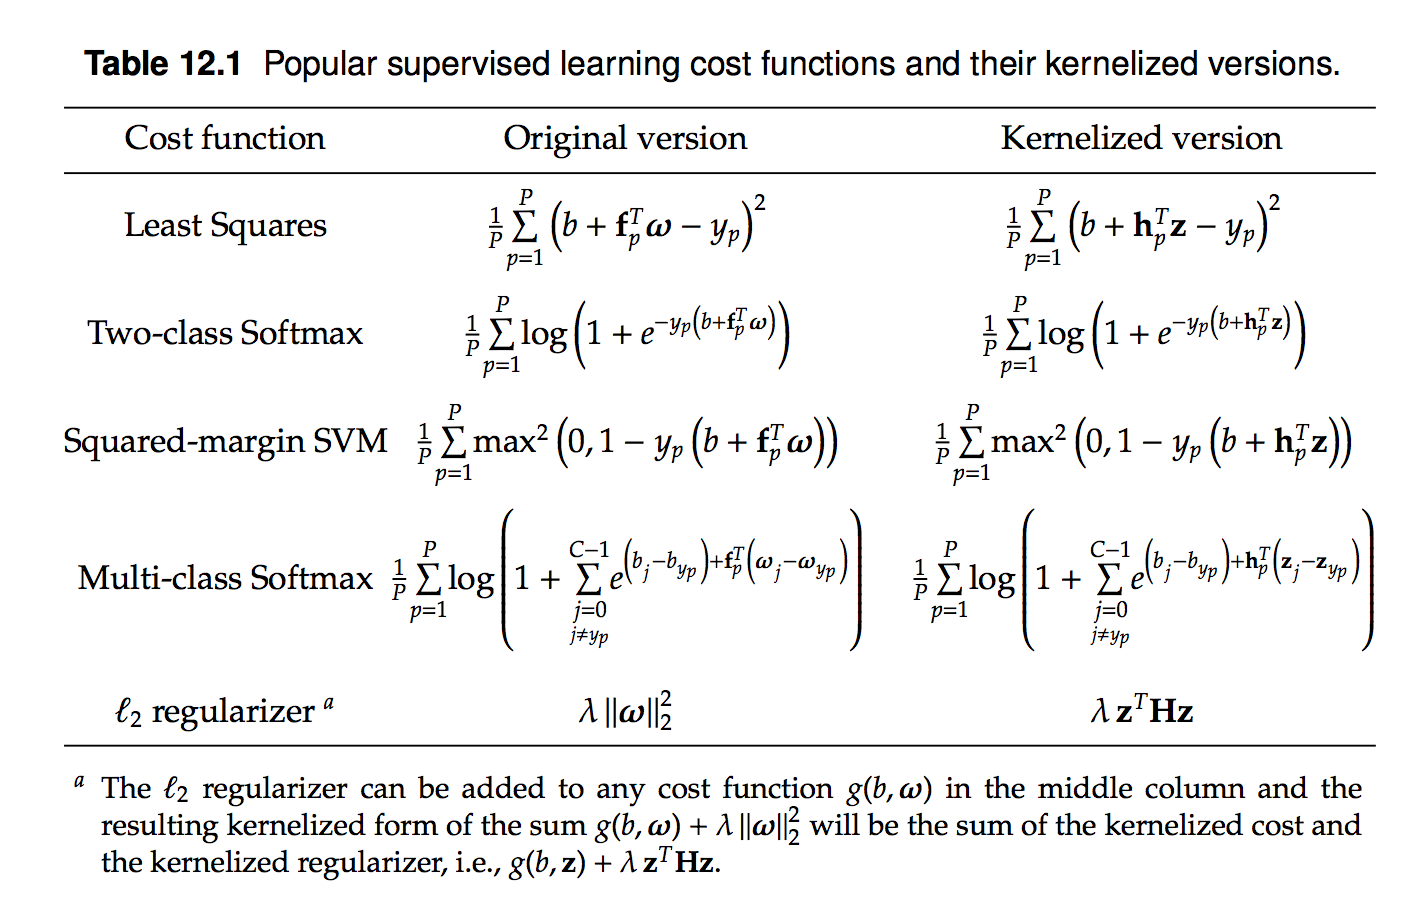 Table 12.1 Popular supervised learning cost functions and their kernelized versions.
Cost function Original version Kernelized version
Least Squares $\frac{1}{P}\sum_{p=1}^{P}\left(b+\mathbf{f}_p^T\boldsymbol{\omega}-y_p\right)^2$ $\frac{1}{P}\sum_{p=1}^{P}\left(b+\mathbf{h}_p^T\mathbf{z}-y_p\right)^2$
Two-class Softmax $\frac{1}{P}\sum_{p=1}^{P}\log\left(1+e^{-y_p\left(b+\mathbf{f}_p^T\boldsymbol{\omega}\right)}\right)$ $\frac{1}{P}\sum_{p=1}^{P}\log\left(1+e^{-y_p\left(b+\mathbf{h}_p^T\mathbf{z}\right)}\right)$
Squared-margin SVM $\frac{1}{P}\sum_{p=1}^{P}\max^2\left(0,1-y_p\left(b+\mathbf{f}_p^T\boldsymbol{\omega}\right)\right)$ $\frac{1}{P}\sum_{p=1}^{P}\max^2\left(0,1-y_p\left(b+\mathbf{h}_p^T\mathbf{z}\right)\right)$
Multi-class Softmax $\frac{1}{P}\sum_{p=1}^{P}\log\left(1+\sum_{\substack{j=0\\j\neq y_p}}^{C-1}e^{\left(b_j-b_{y_p}\right)+\mathbf{f}_p^T\left(\boldsymbol{\omega}_j-\boldsymbol{\omega}_{y_p}\right)}\right)$ $\frac{1}{P}\sum_{p=1}^{P}\log\left(1+\sum_{\substack{j=0\\j\neq y_p}}^{C-1}e^{\left(b_j-b_{y_p}\right)+\mathbf{h}_p^T\left(\mathbf{z}_j-\mathbf{z}_{y_p}\right)}\right)$
$\ell_2$ regularizer $^a$ $\lambda\|\boldsymbol{\omega}\|_2^2$ $\lambda\,\mathbf{z}^T\mathbf{H}\mathbf{z}$
$^a$ The $\ell_2$ regularizer can be added to any cost function $g(b,\boldsymbol{\omega})$ in the middle column and the
resulting kernelized form of the sum $g(b,\boldsymbol{\omega})+\lambda\|\boldsymbol{\omega}\|_2^2$ will be the sum of the kernelized cost and
the kernelized regularizer, i.e., $g(b,\mathbf{z})+\lambda\,\mathbf{z}^T\mathbf{H}\mathbf{z}$.